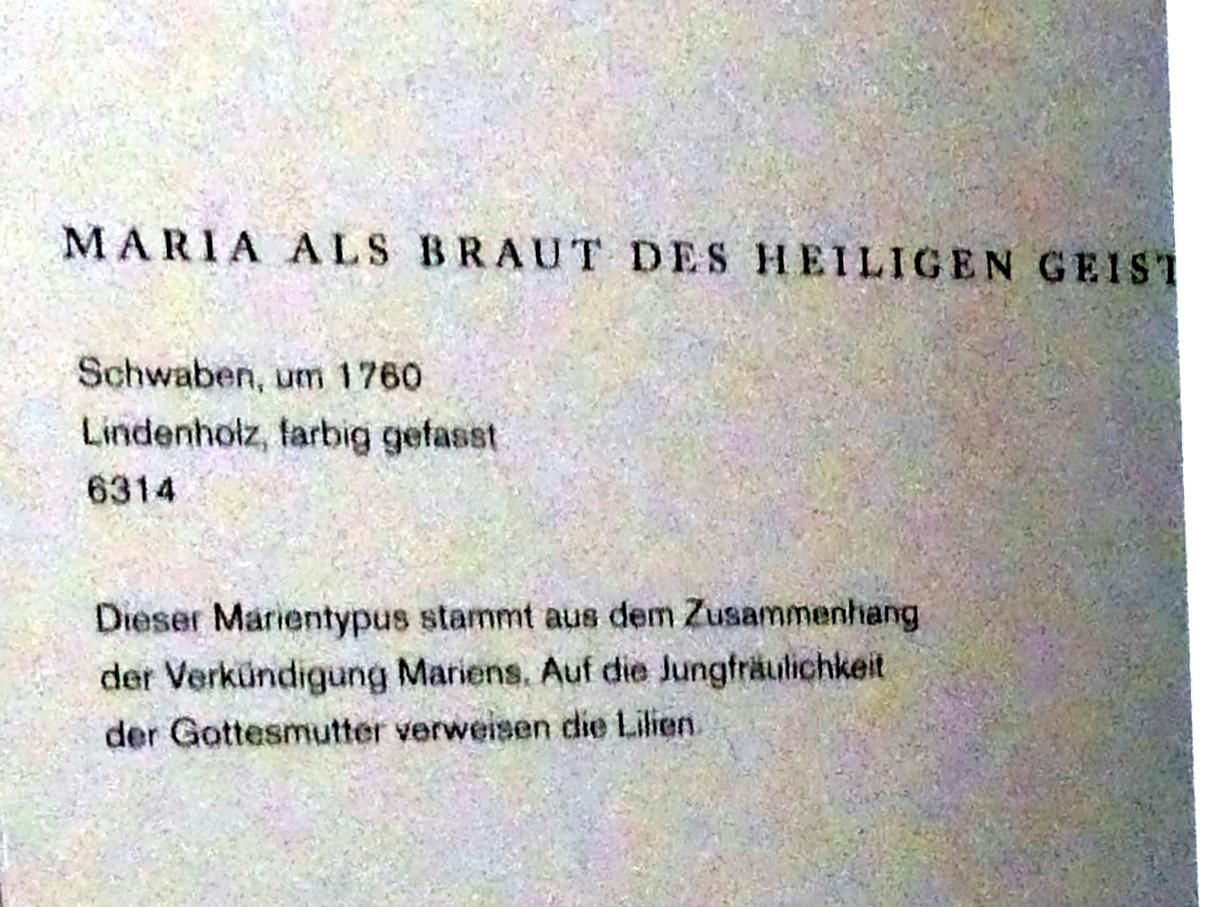 MARIA ALS BRAUT DES HEILIGEN GEIST
Schwaben, um 1760
Lindenholz, farbig gefasst
6314
Dieser Marientypus stammt aus dem Zusammenhang
der Verkündigung Mariens. Auf die Jungfräulichkeit
der Gottesmutter verweisen die Lilien.